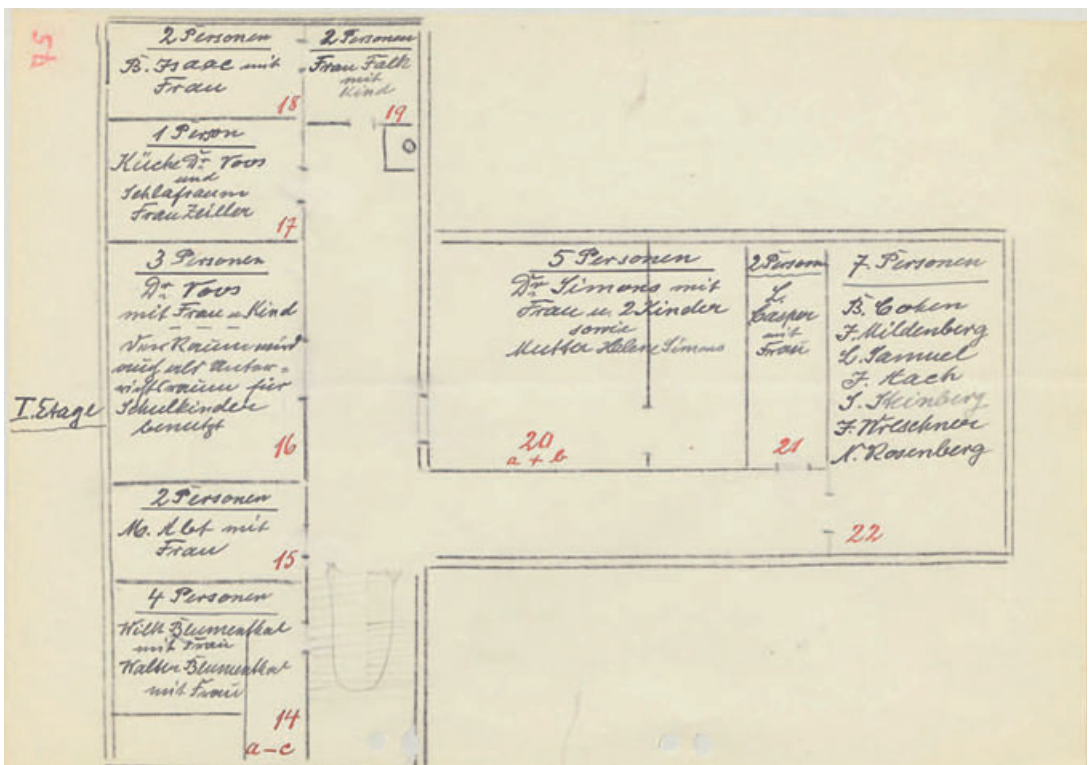 5b
2 Personen
B. Isaac mit
Frau
18
2 Personen
Frau Falk
mit
Kind
19
1 Person
Küche Dr. Voos
und
Schlafraum
Frau Zeiller
17
3 Personen
Dr. Voos
mit Frau u. Kind
Der Raum wird
auch als Unter=
richtsraum für
Schulkinder
benutzt
16
I. Etage
2 Personen
M. Abt mit
Frau
15
4 Personen
Willi Blumenthal
mit Frau
Walter Blumenthal
mit Frau
14
a-c
5 Personen
Dr. Simons mit
Frau u. 2 Kinder
sowie
Mutter Helene Simons
20
a + b
2 Person
L.
Casper
mit
Frau
21
7 Personen
B. Cohen
J. Mildenberg
L. Samuel
J. Hach
S. Steinberg
J. Wreschner
N. Rosenberg
22